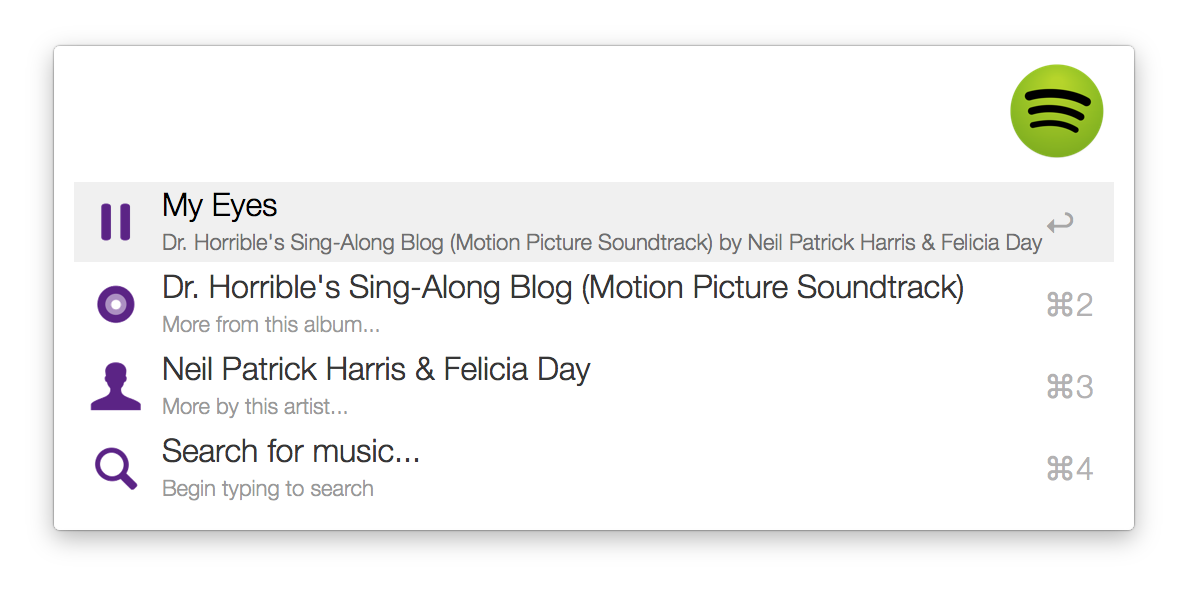 My Eyes
Dr. Horrible's Sing-Along Blog (Motion Picture Soundtrack) by Neil Patrick Harris & Felicia Day
Dr. Horrible's Sing-Along Blog (Motion Picture Soundtrack)
⌘2
More from this album...
Neil Patrick Harris & Felicia Day
⌘3
More by this artist...
Search for music...
⌘4
Begin typing to search